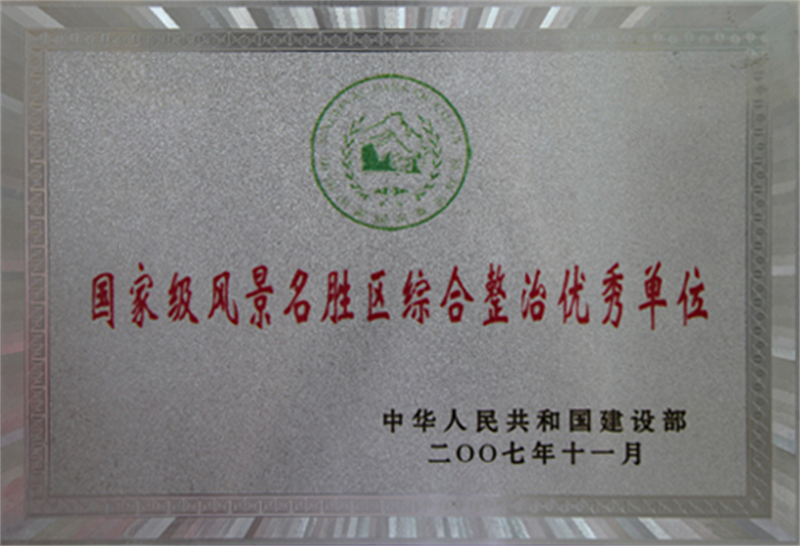 国家级风景名胜区综合整治优秀单位
中华人民共和国建设部
二〇〇七年十一月